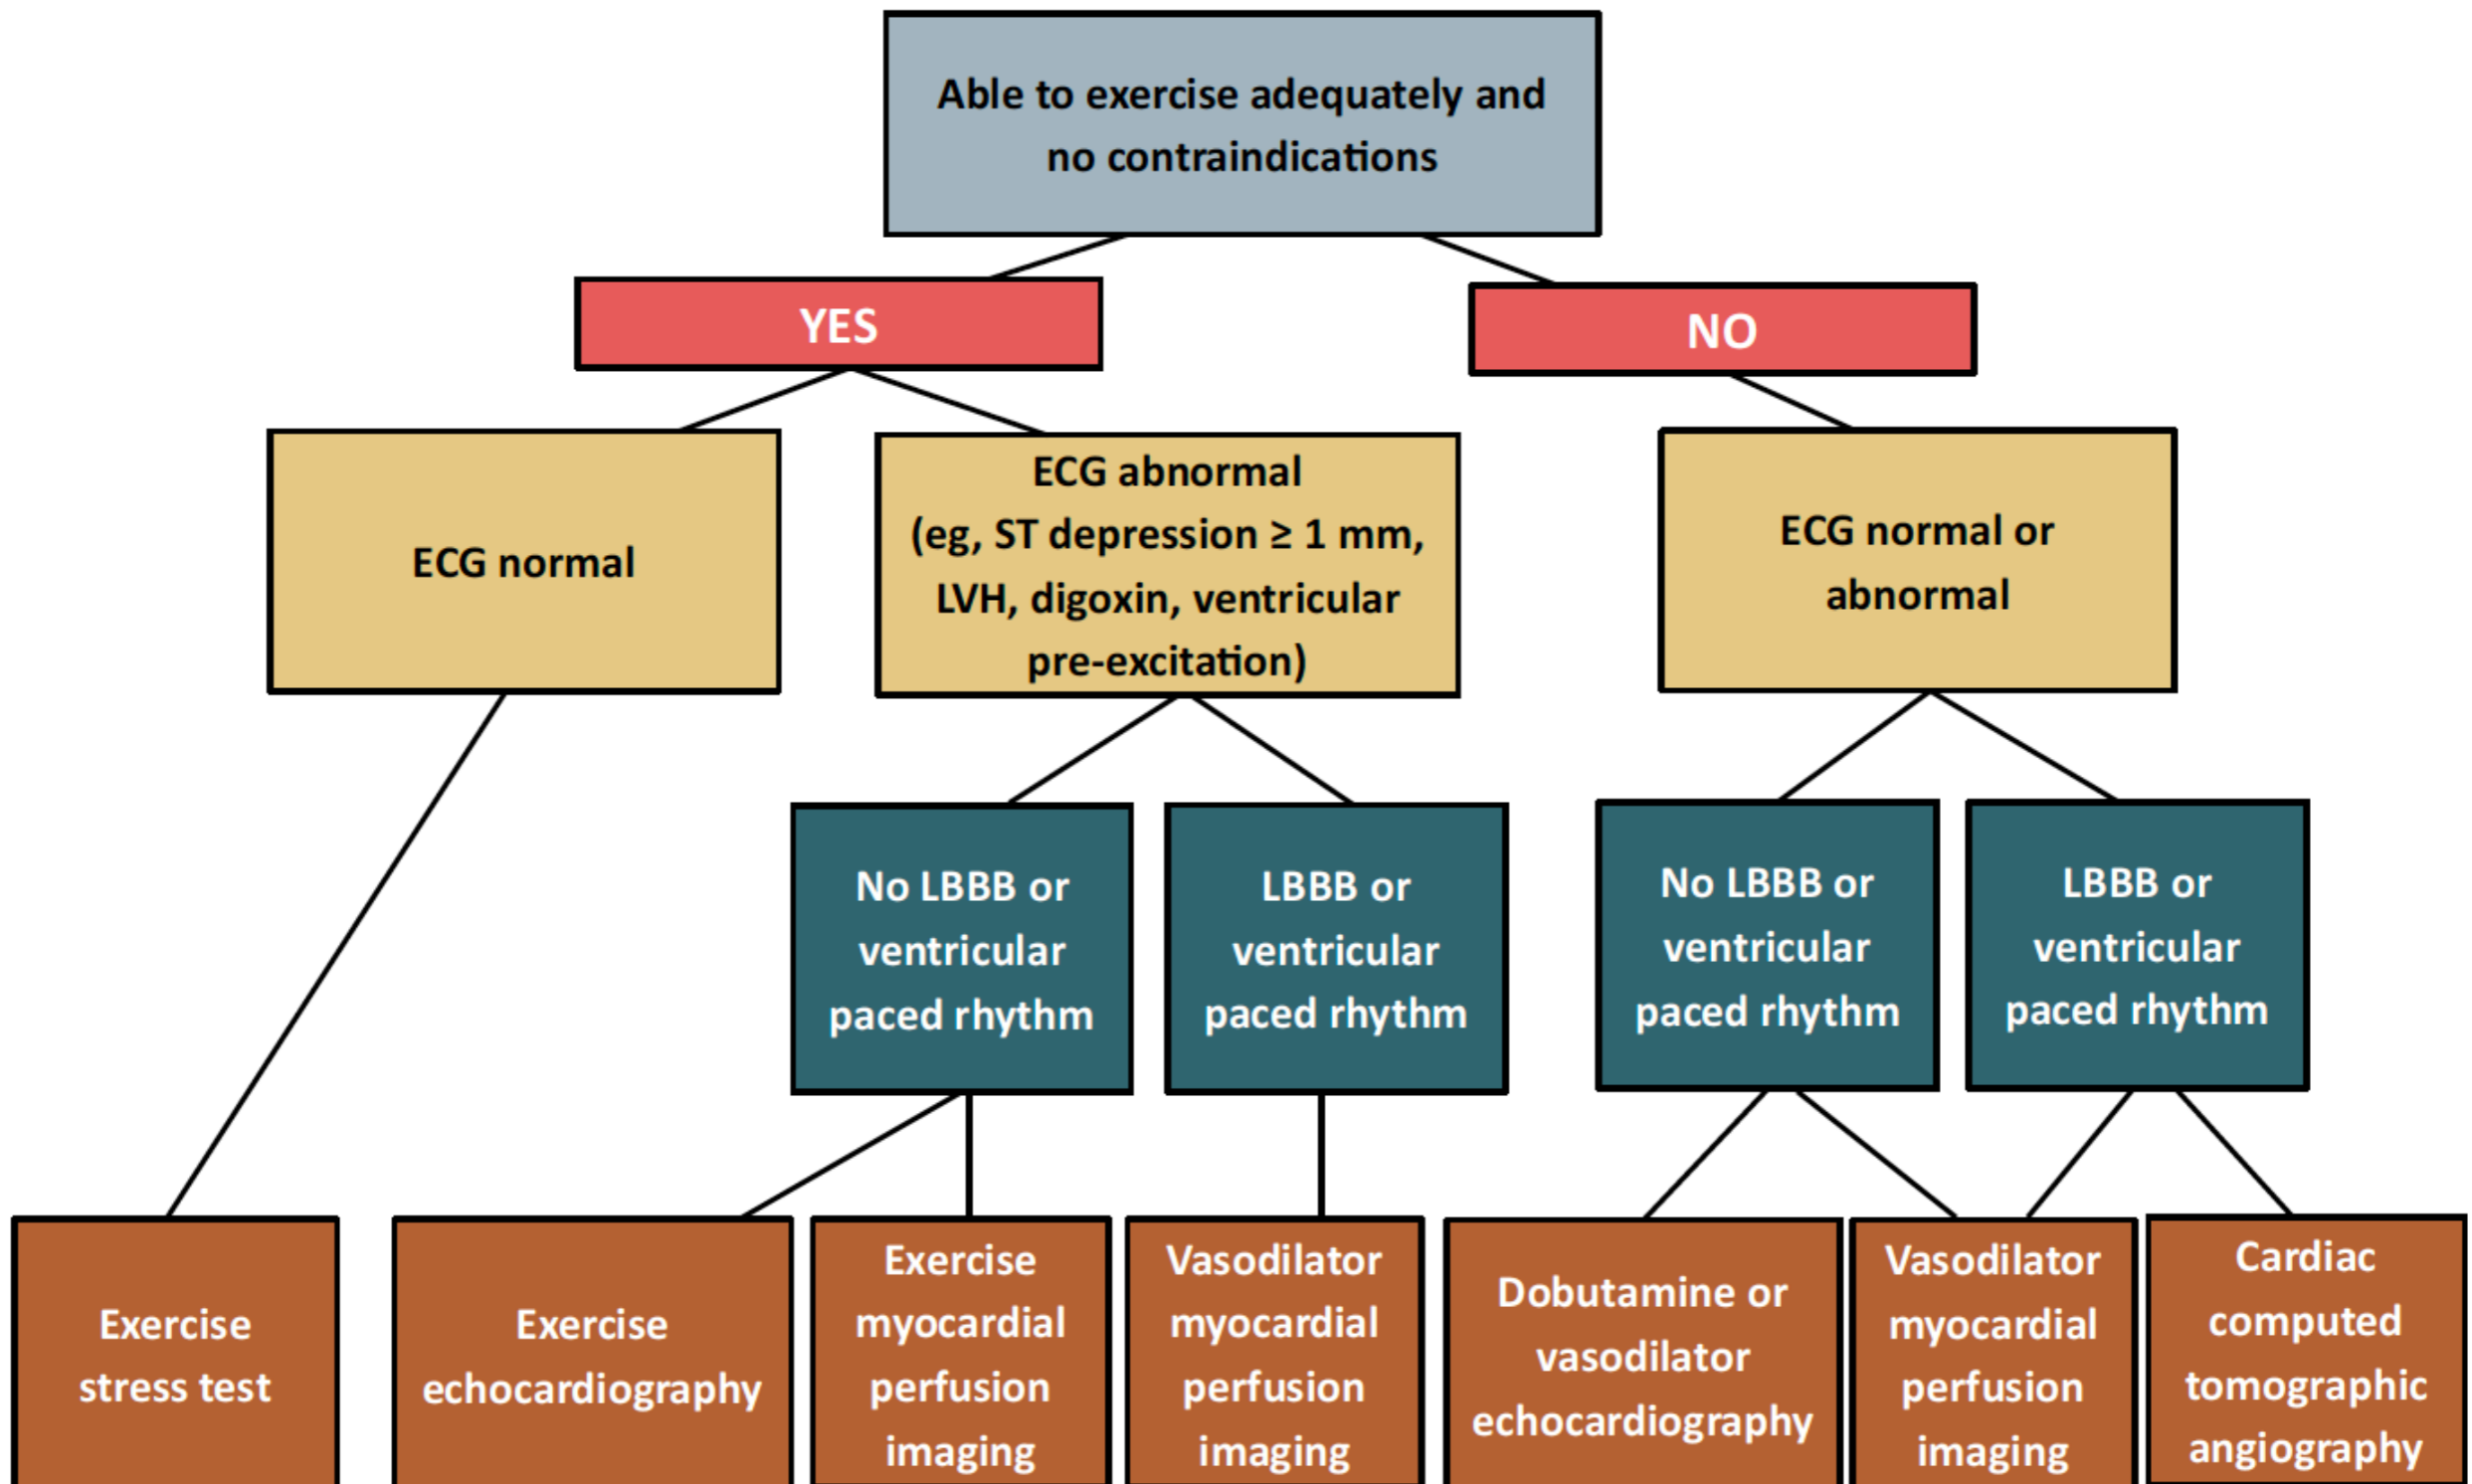 Able to exercise adequately and
no contraindications
YES
NO
ECG normal
ECG abnormal
(eg, ST depression ≥ 1 mm,
LVH, digoxin, ventricular
pre-excitation)
ECG normal or
abnormal
No LBBB or
ventricular
paced rhythm
LBBB or
ventricular
paced rhythm
No LBBB or
ventricular
paced rhythm
LBBB or
ventricular
paced rhythm
Exercise
stress test
Exercise
echocardiography
Exercise
myocardial
perfusion
imaging
Vasodilator
myocardial
perfusion
imaging
Dobutamine or
vasodilator
echocardiography
Vasodilator
myocardial
perfusion
imaging
Cardiac
computed
tomographic
angiography